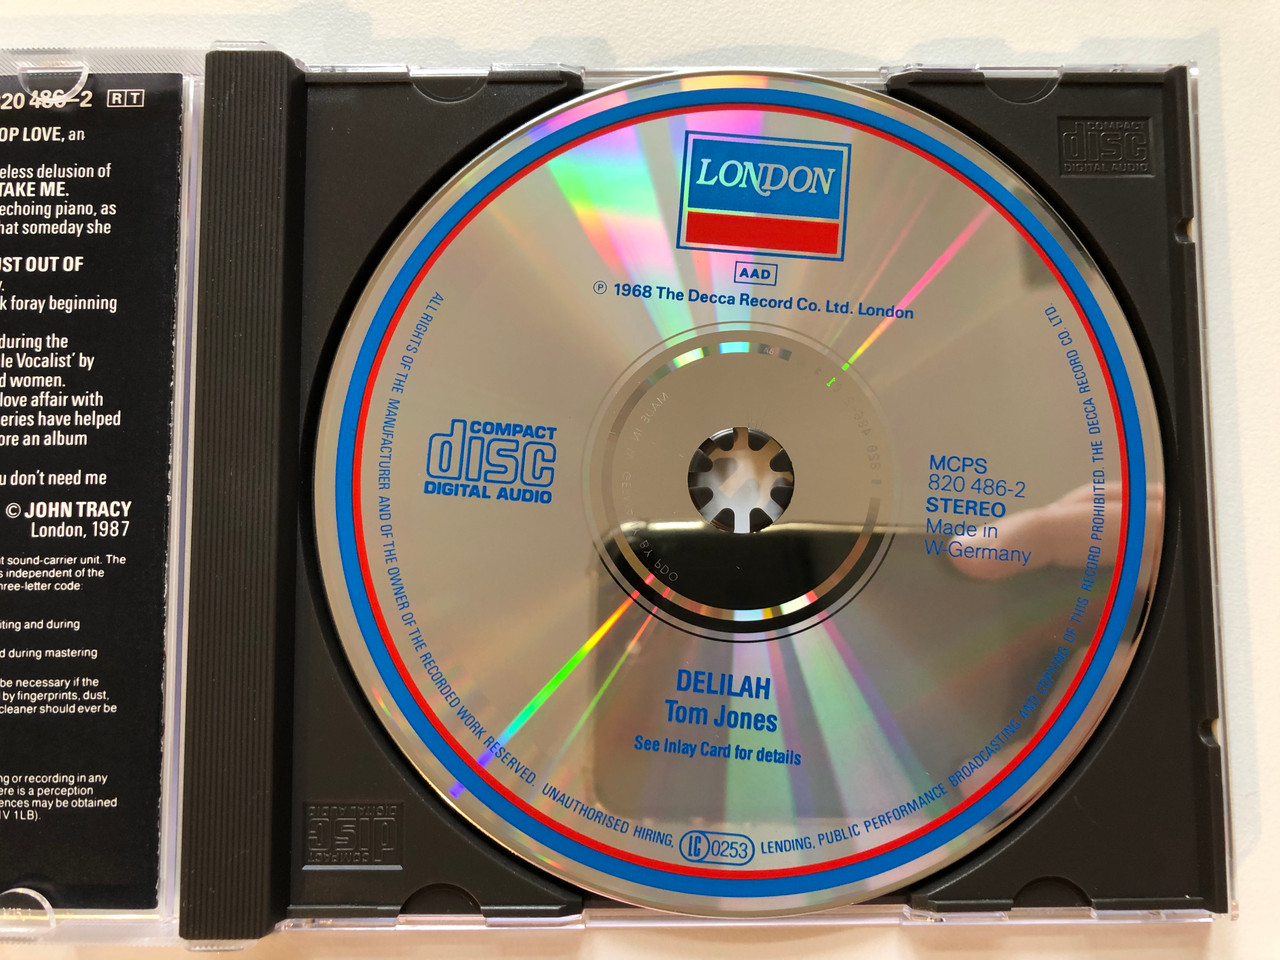 820 486-2 RT
OP LOVE, an
eless delusion of
TAKE ME.
echoing piano, as
hat someday she
UST OUT OF
k foray beginning
during the
le Vocalist' by
d women.
love affair with
eries have helped
ore an album
u don't need me
© JOHN TRACY
London, 1987
t sound-carrier unit. The
s independent of the
hree-letter code:
iting and during
d during mastering
be necessary if the
by fingerprints, dust,
cleaner should ever be
ng or recording in any
ere is a perception
ences may be obtained
V 1LB).
LONDON
AAD
℗ 1968 The Decca Record Co. Ltd. London
COMPACT
disc
DIGITAL AUDIO
MCPS
820 486-2
STEREO
Made in
W-Germany
DELILAH
Tom Jones
See Inlay Card for details
ALL RIGHTS OF THE MANUFACTURER AND OF THE OWNER OF THE RECORDED WORK RESERVED. UNAUTHORISED HIRING, LC 0253 LENDING, PUBLIC PERFORMANCE BROADCASTING AND COPYING OF THIS RECORD PROHIBITED. THE DECCA RECORD CO. LTD.
COMPACT
disc
DIGITAL AUDIO
COMPACT
disc
DIGITAL AUDIO